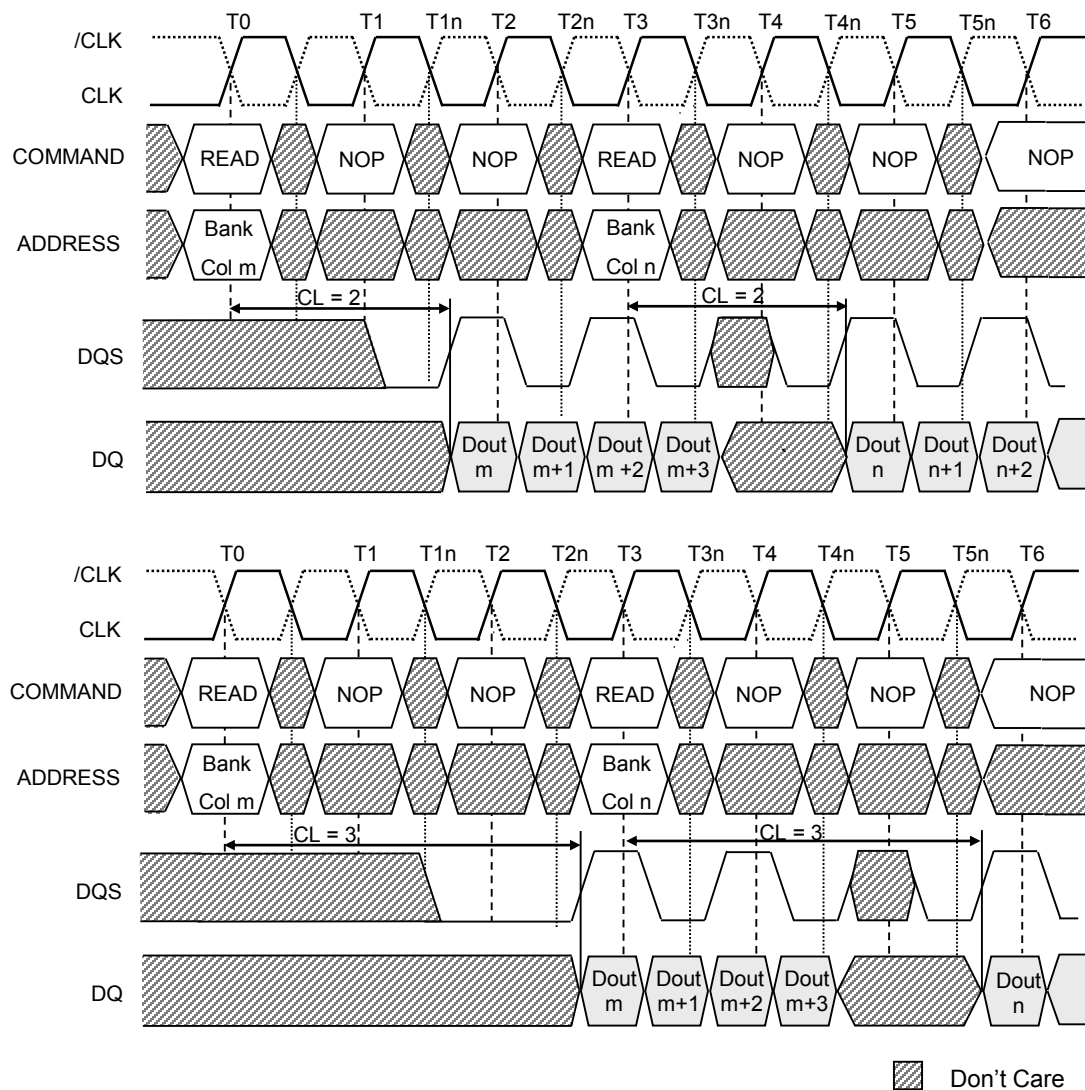 T0 T1 T1n T2 T2n T3 T3n T4 T4n T5 T5n T6
/CLK
CLK
COMMAND READ NOP NOP READ NOP NOP NOP
ADDRESS Bank Col m Bank Col n
CL = 2 CL = 2
DQS
DQ Dout m Dout m+1 Dout m +2 Dout m+3 Dout n Dout n+1 Dout n+2
T0 T1 T1n T2 T2n T3 T3n T4 T4n T5 T5n T6
/CLK
CLK
COMMAND READ NOP NOP READ NOP NOP NOP
ADDRESS Bank Col m Bank Col n
CL = 3 CL = 3
DQS
DQ Dout m Dout m+1 Dout m+2 Dout m+3 Dout n
Don't Care